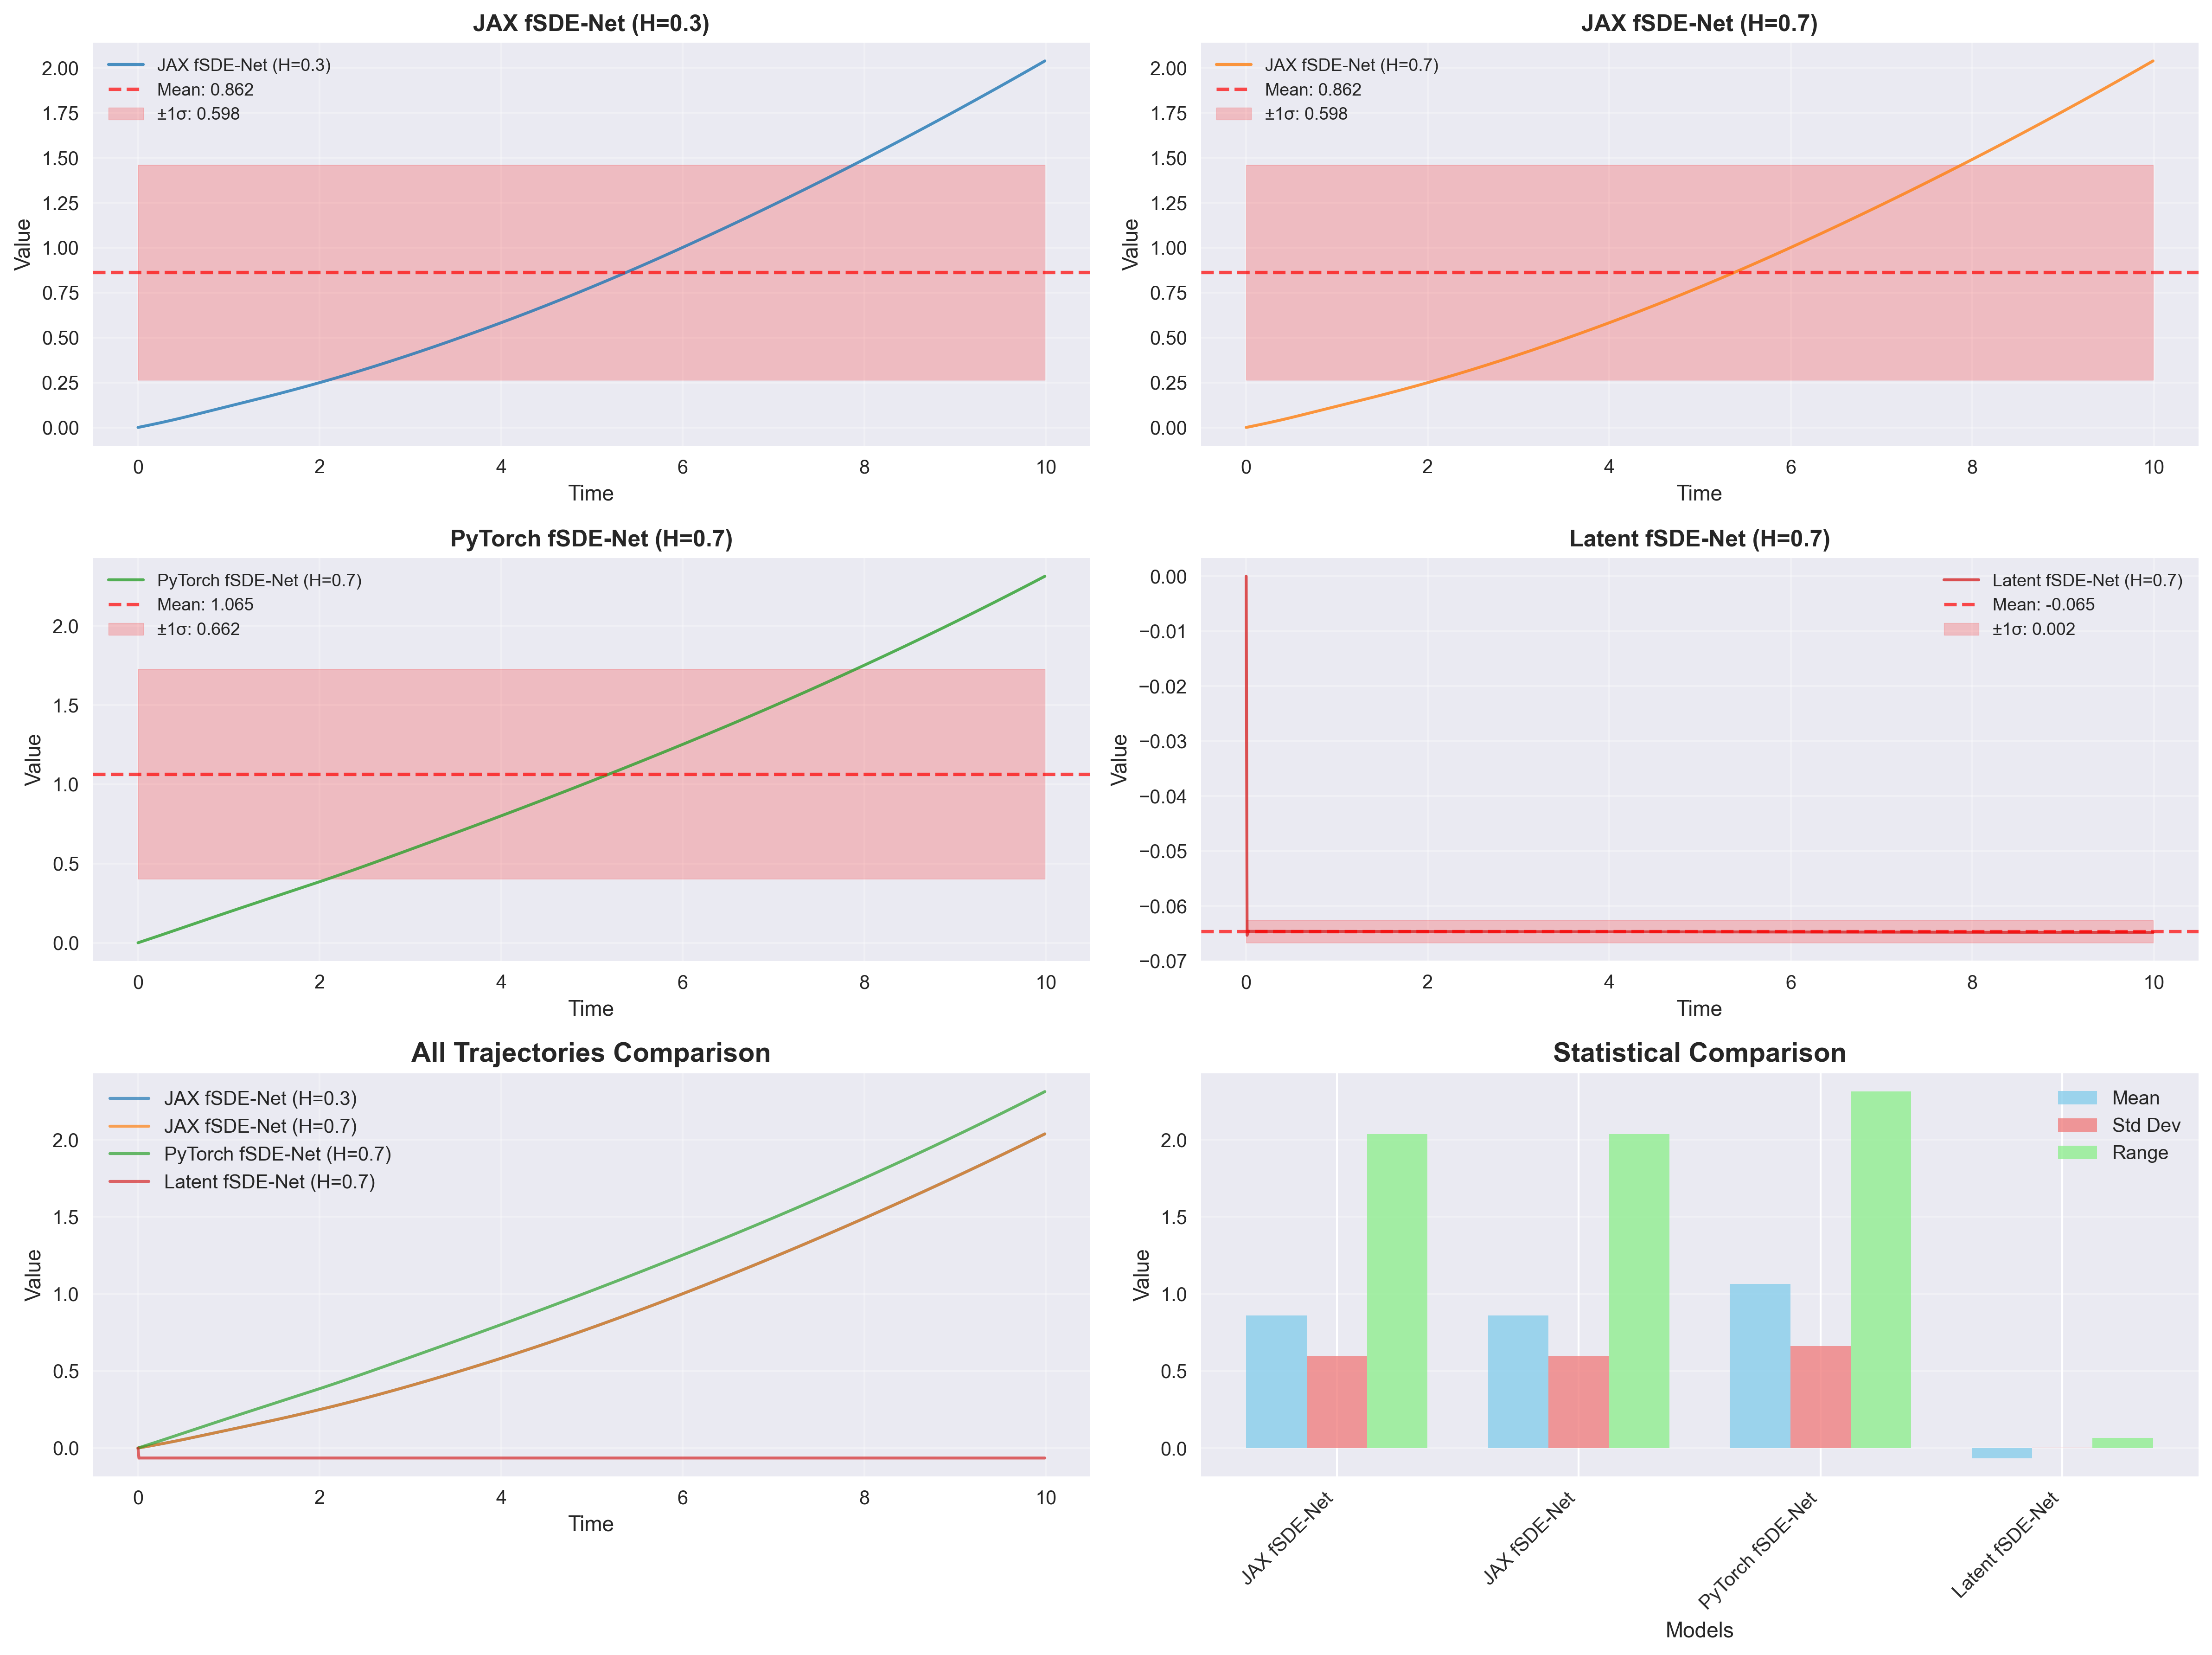 JAX fSDE-Net (H=0.3)
JAX fSDE-Net (H=0.3)
Mean: 0.862
±1σ: 0.598
2.00
1.75
1.50
1.25
1.00
0.75
0.50
0.25
0.00
Value
0 2 4 6 8 10
Time
JAX fSDE-Net (H=0.7)
JAX fSDE-Net (H=0.7)
Mean: 0.862
±1σ: 0.598
2.00
1.75
1.50
1.25
1.00
0.75
0.50
0.25
0.00
Value
0 2 4 6 8 10
Time
PyTorch fSDE-Net (H=0.7)
PyTorch fSDE-Net (H=0.7)
Mean: 1.065
±1σ: 0.662
2.0
1.5
1.0
0.5
0.0
Value
0 2 4 6 8 10
Time
Latent fSDE-Net (H=0.7)
Latent fSDE-Net (H=0.7)
Mean: -0.065
±1σ: 0.002
0.00
−0.01
−0.02
−0.03
−0.04
−0.05
−0.06
−0.07
Value
0 2 4 6 8 10
Time
All Trajectories Comparison
JAX fSDE-Net (H=0.3)
JAX fSDE-Net (H=0.7)
PyTorch fSDE-Net (H=0.7)
Latent fSDE-Net (H=0.7)
2.0
1.5
1.0
0.5
0.0
Value
0 2 4 6 8 10
Time
Statistical Comparison
Mean
Std Dev
Range
2.0
1.5
1.0
0.5
0.0
Value
JAX fSDE-Net
JAX fSDE-Net
PyTorch fSDE-Net
Latent fSDE-Net
Models